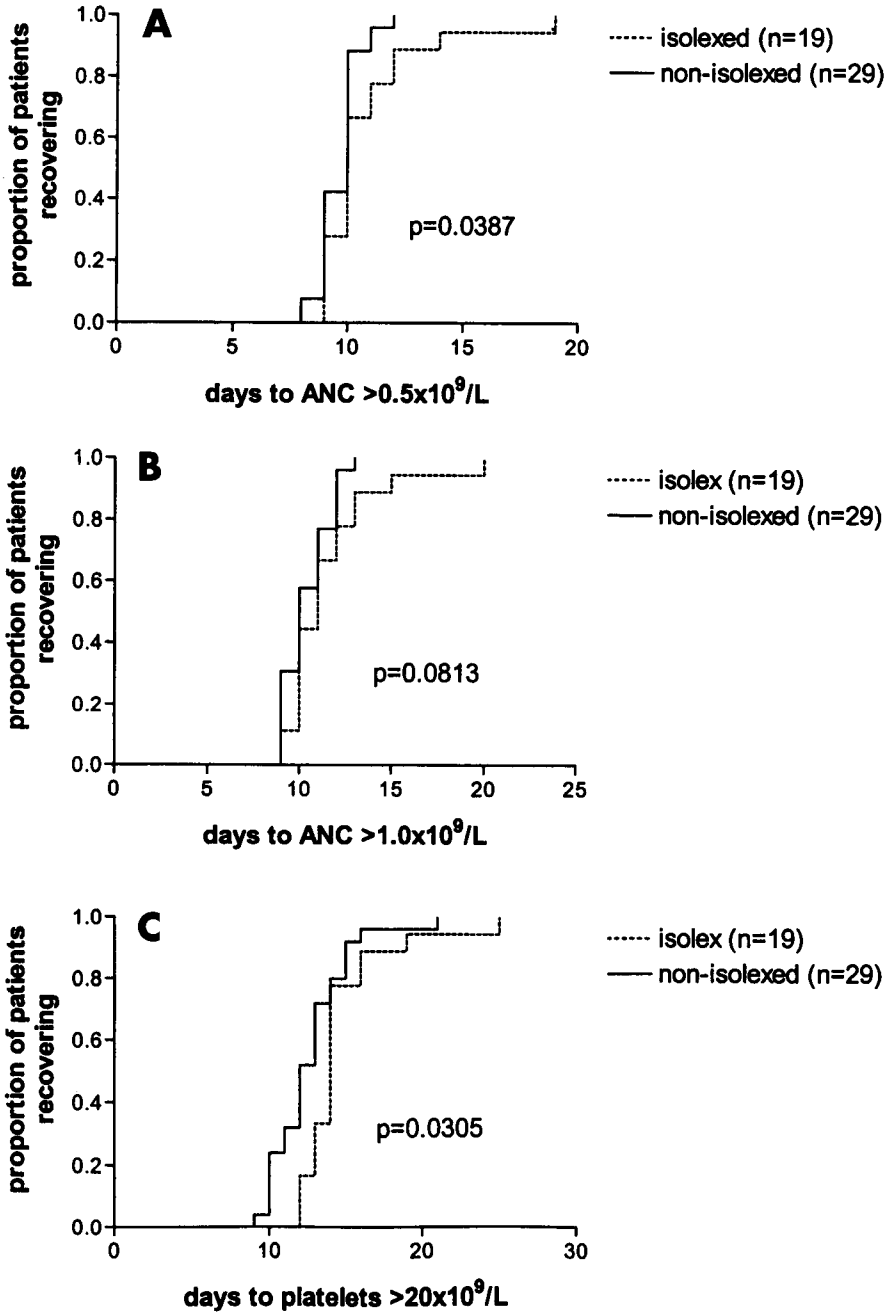 A
isolexed (n=19)
non-isolexed (n=29)
proportion of patients
recovering
1.0
0.8
0.6
0.4
0.2
0.0
p=0.0387
0 5 10 15 20
days to ANC >0.5x10⁹/L
B
isolex (n=19)
non-isolexed (n=29)
proportion of patients
recovering
1.0
0.8
0.6
0.4
0.2
0.0
p=0.0813
0 5 10 15 20 25
days to ANC >1.0x10⁹/L
C
isolex (n=19)
non-isolexed (n=29)
proportion of patients
recovering
1.0
0.8
0.6
0.4
0.2
0.0
p=0.0305
0 10 20 30
days to platelets >20x10⁹/L